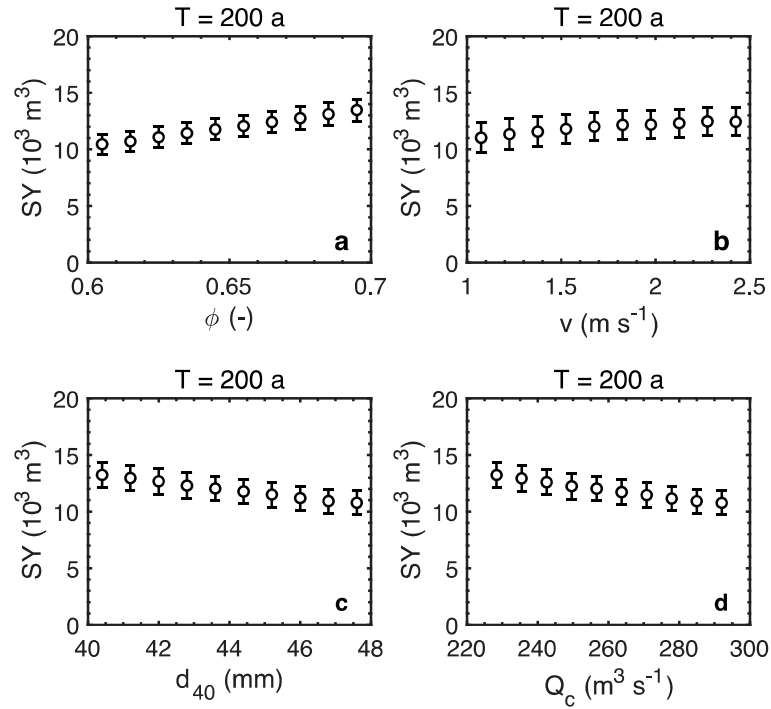 T = 200 a
SY (10³ m³)
20
15
10
5
0
0.6
0.65
0.7
ϕ (-)
a
T = 200 a
SY (10³ m³)
20
15
10
5
0
1
1.5
2
2.5
v (m s⁻¹)
b
T = 200 a
SY (10³ m³)
20
15
10
5
0
40
42
44
46
48
d₄₀ (mm)
c
T = 200 a
SY (10³ m³)
20
15
10
5
0
220
240
260
280
300
Q_c (m³ s⁻¹)
d